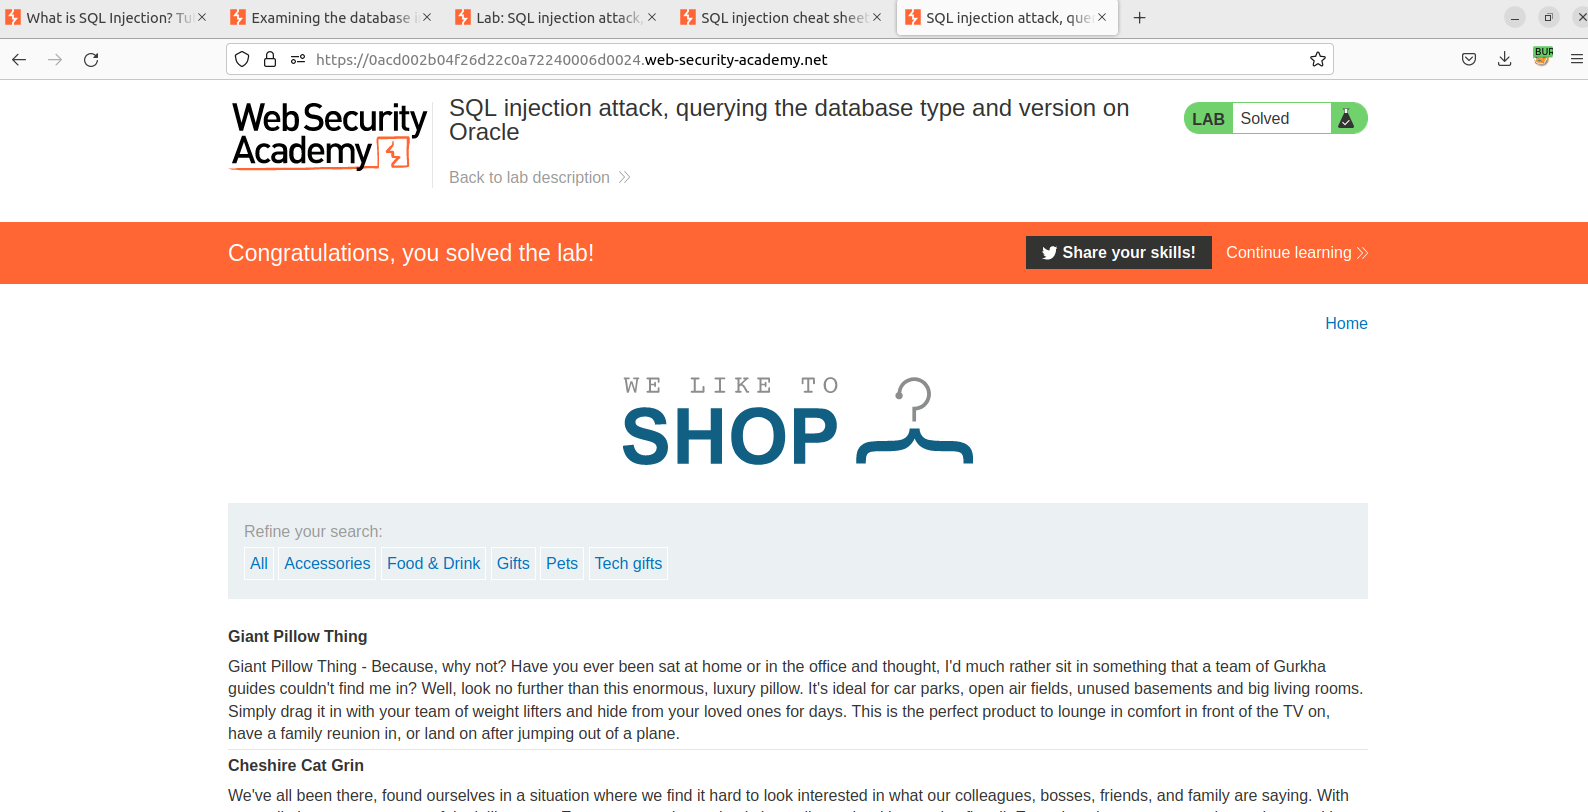 What is SQL Injection? Tu
Examining the database i
Lab: SQL injection attack,
SQL injection cheat shee
SQL injection attack, que
https://0acd002b04f26d22c0a72240006d0024.web-security-academy.net
BUR
Web Security
Academy
SQL injection attack, querying the database type and version on
Oracle
LAB Solved
Back to lab description
Congratulations, you solved the lab!
Share your skills!
Continue learning
Home
WE LIKE TO
SHOP
Refine your search:
All Accessories Food & Drink Gifts Pets Tech gifts
Giant Pillow Thing
Giant Pillow Thing - Because, why not? Have you ever been sat at home or in the office and thought, I'd much rather sit in something that a team of Gurkha
guides couldn't find me in? Well, look no further than this enormous, luxury pillow. It's ideal for car parks, open air fields, unused basements and big living rooms.
Simply drag it in with your team of weight lifters and hide from your loved ones for days. This is the perfect product to lounge in comfort in front of the TV on,
have a family reunion in, or land on after jumping out of a plane.
Cheshire Cat Grin
We've all been there, found ourselves in a situation where we find it hard to look interested in what our colleagues, bosses, friends, and family are saying. With